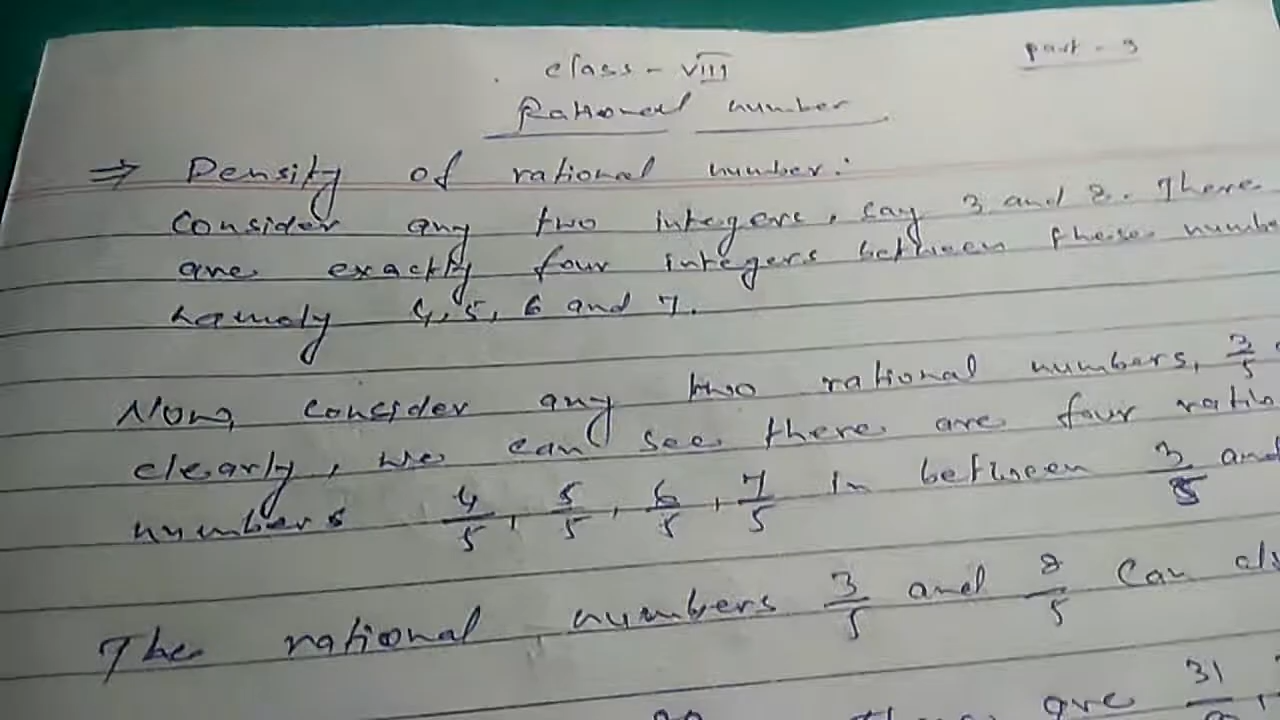 part - 3
class - VIII
Rational number
⇒ Density of rational number:
Consider any two integers, say 3 and 8. There
are exactly four integers between these numbe
namely 4, 5, 6 and 7.
Now, consider any two rational numbers, 3/5
clearly, we can see there are four ratio
numbers 4/5, 5/5, 6/5, 7/5 in between 3/5 and
The rational numbers 3/5 and 8/5 can als
are 31